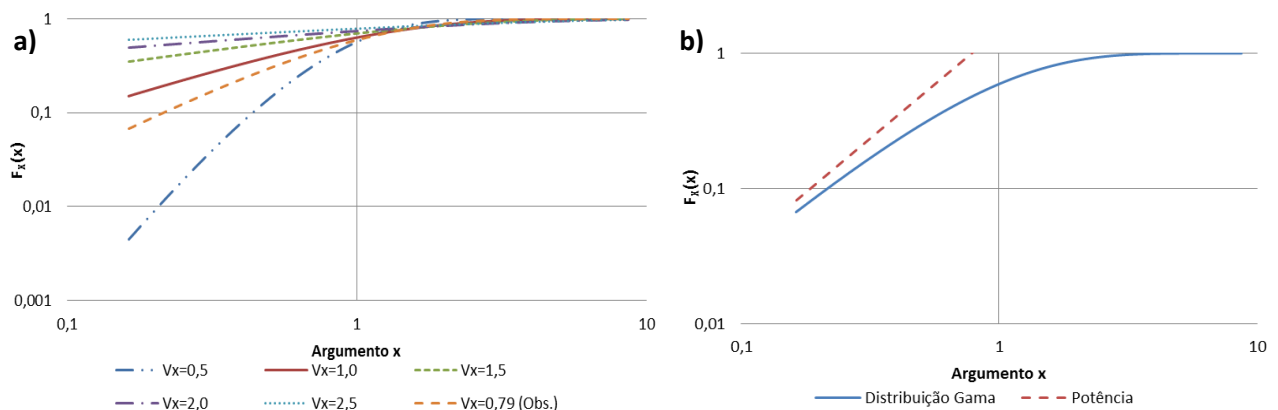 a)
1
0,1
0,01
0,001
F_X(x)
0,1
1
10
Argumento x
Vx=0,5
Vx=1,0
Vx=1,5
Vx=2,0
Vx=2,5
Vx=0,79 (Obs.)
b)
1
0,1
0,01
F_X(x)
0,1
1
10
Argumento x
Distribuição Gama
Potência